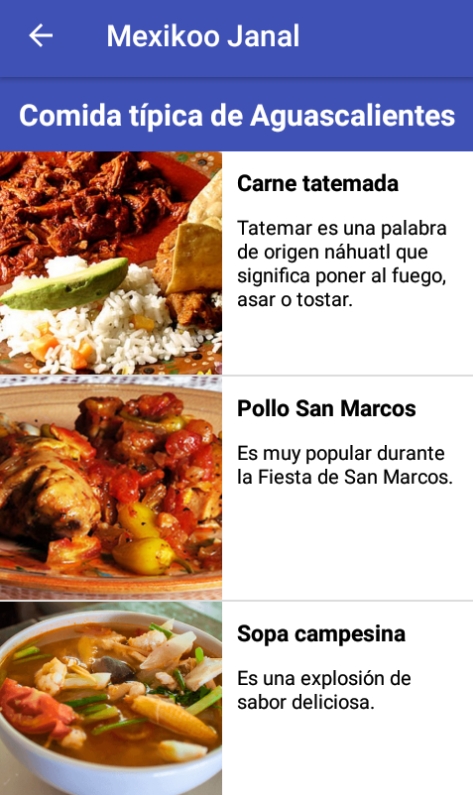 Mexikoo Janal
Comida típica de Aguascalientes
Carne tatemada
Tatemar es una palabra
de origen náhuatl que
significa poner al fuego,
asar o tostar.
Pollo San Marcos
Es muy popular durante
la Fiesta de San Marcos.
Sopa campesina
Es una explosión de
sabor deliciosa.